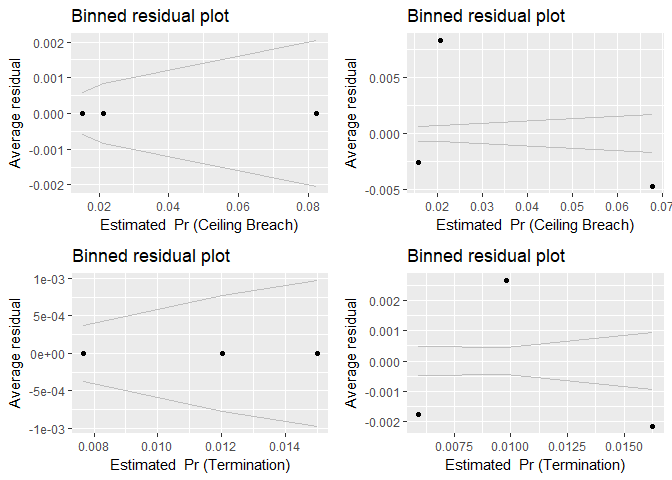 Binned residual plot
0.002
0.001
0.000
-0.001
-0.002
Average residual
0.02 0.04 0.06 0.08
Estimated Pr (Ceiling Breach)
Binned residual plot
0.005
0.000
-0.005
Average residual
0.02 0.03 0.04 0.05 0.06 0.07
Estimated Pr (Ceiling Breach)
Binned residual plot
1e-03
5e-04
0e+00
-5e-04
-1e-03
Average residual
0.008 0.010 0.012 0.014
Estimated Pr (Termination)
Binned residual plot
0.002
0.001
0.000
-0.001
-0.002
Average residual
0.0075 0.0100 0.0125 0.0150
Estimated Pr (Termination)